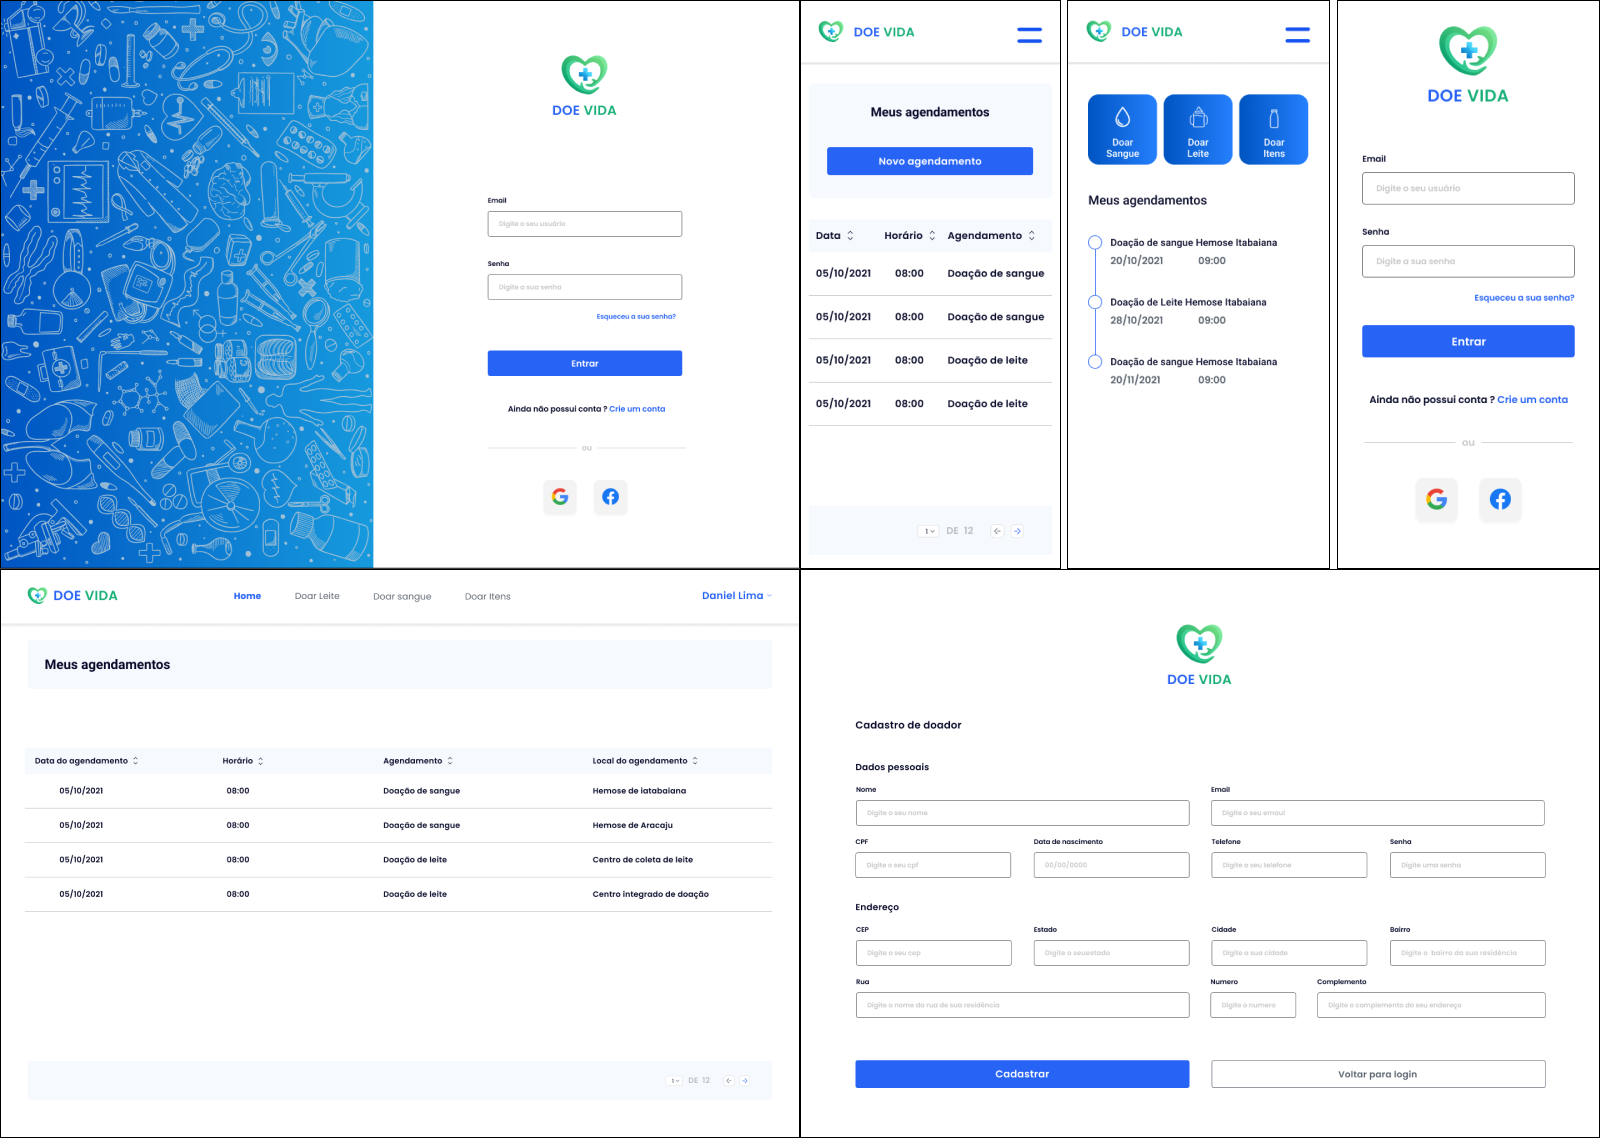 DOE VIDA
Email
Digite o seu usuário
Senha
Digite a sua senha
Esqueceu a sua senha?
Entrar
Ainda não possui conta ? Crie um conta
ou
DOE VIDA
Meus agendamentos
Novo agendamento
Data Horário Agendamento
05/10/2021 08:00 Doação de sangue
05/10/2021 08:00 Doação de sangue
05/10/2021 08:00 Doação de leite
05/10/2021 08:00 Doação de leite
1 DE 12
DOE VIDA
Doar Sangue
Doar Leite
Doar Itens
Meus agendamentos
Doação de sangue Hemose Itabaiana
20/10/2021 09:00
Doação de Leite Hemose Itabaiana
28/10/2021 09:00
Doação de sangue Hemose Itabaiana
20/11/2021 09:00
DOE VIDA
Email
Digite o seu usuário
Senha
Digite a sua senha
Esqueceu a sua senha?
Entrar
Ainda não possui conta ? Crie um conta
ou
DOE VIDA Home Doar Leite Doar sangue Doar Itens Daniel Lima
Meus agendamentos
Data do agendamento Horário Agendamento Local do agendamento
05/10/2021 08:00 Doação de sangue Hemose de iatabaiana
05/10/2021 08:00 Doação de sangue Hemose de Aracaju
05/10/2021 08:00 Doação de leite Centro de coleta de leite
05/10/2021 08:00 Doação de leite Centro integrado de doação
1 DE 12
DOE VIDA
Cadastro de doador
Dados pessoais
Nome Email
Digite o seu nome Digite o seu emaul
CPF Data de nascimento Telefone Senha
Digite o seu cpf 00/00/0000 Digite o seu telefone Digite uma senha
Endereço
CEP Estado Cidade Bairro
Digite o seu cep Digite o seuestado Digite a sua cidade Digite o bairro da sua residência
Rua Numero Complemento
Digite o nome da rua de sua residência Digite o numero Digite o complemento do seu endereço
Cadastrar Voltar para login